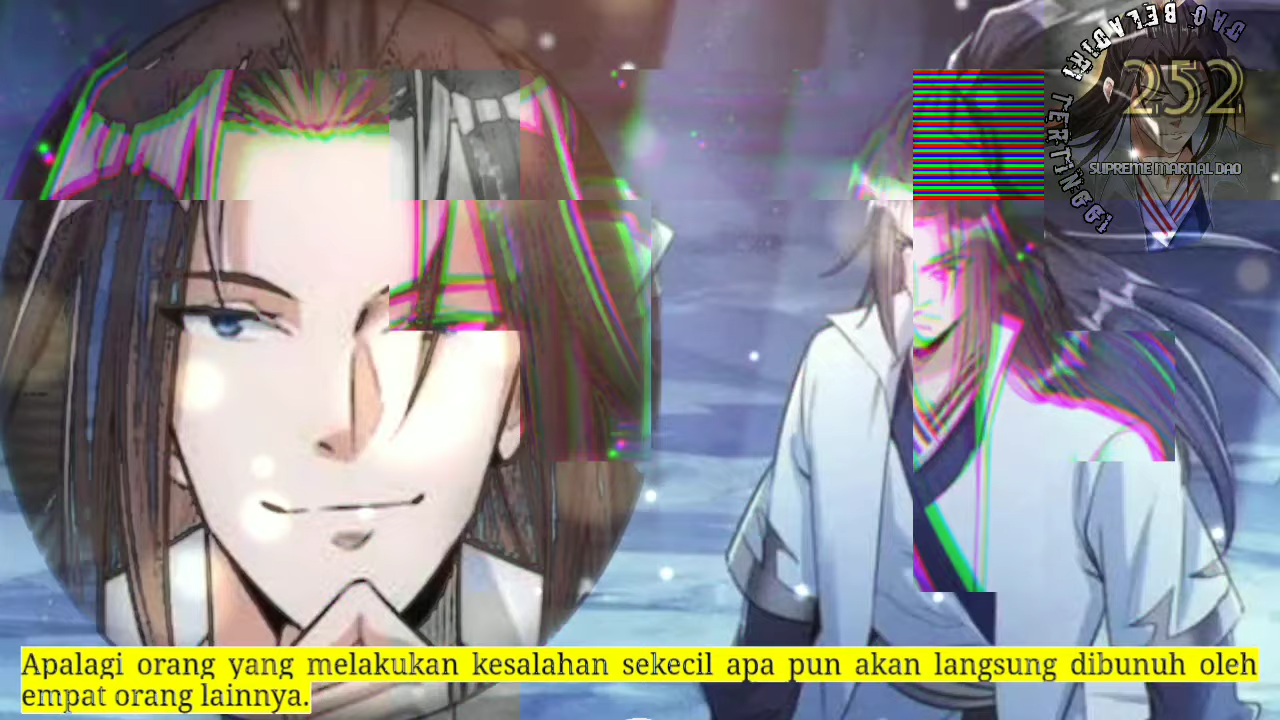 DAO BELADIRI TERTINGGI
252
SUPREME MARTIAL DAO
Apalagi orang yang melakukan kesalahan sekecil apa pun akan langsung dibunuh oleh
empat orang lainnya.